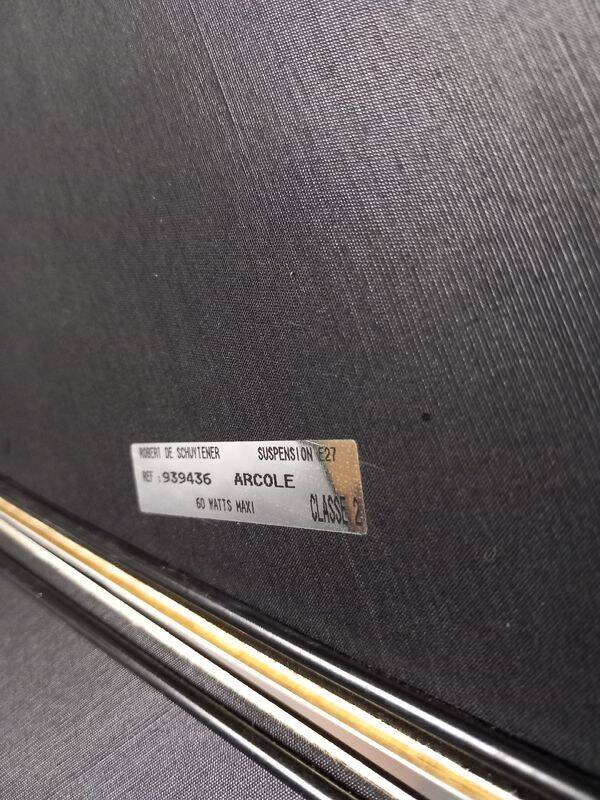 ROBERT DE SCHUYTENER SUSPENSION E27
REF :939436 ARCOLE
60 WATTS MAXI CLASSE 2